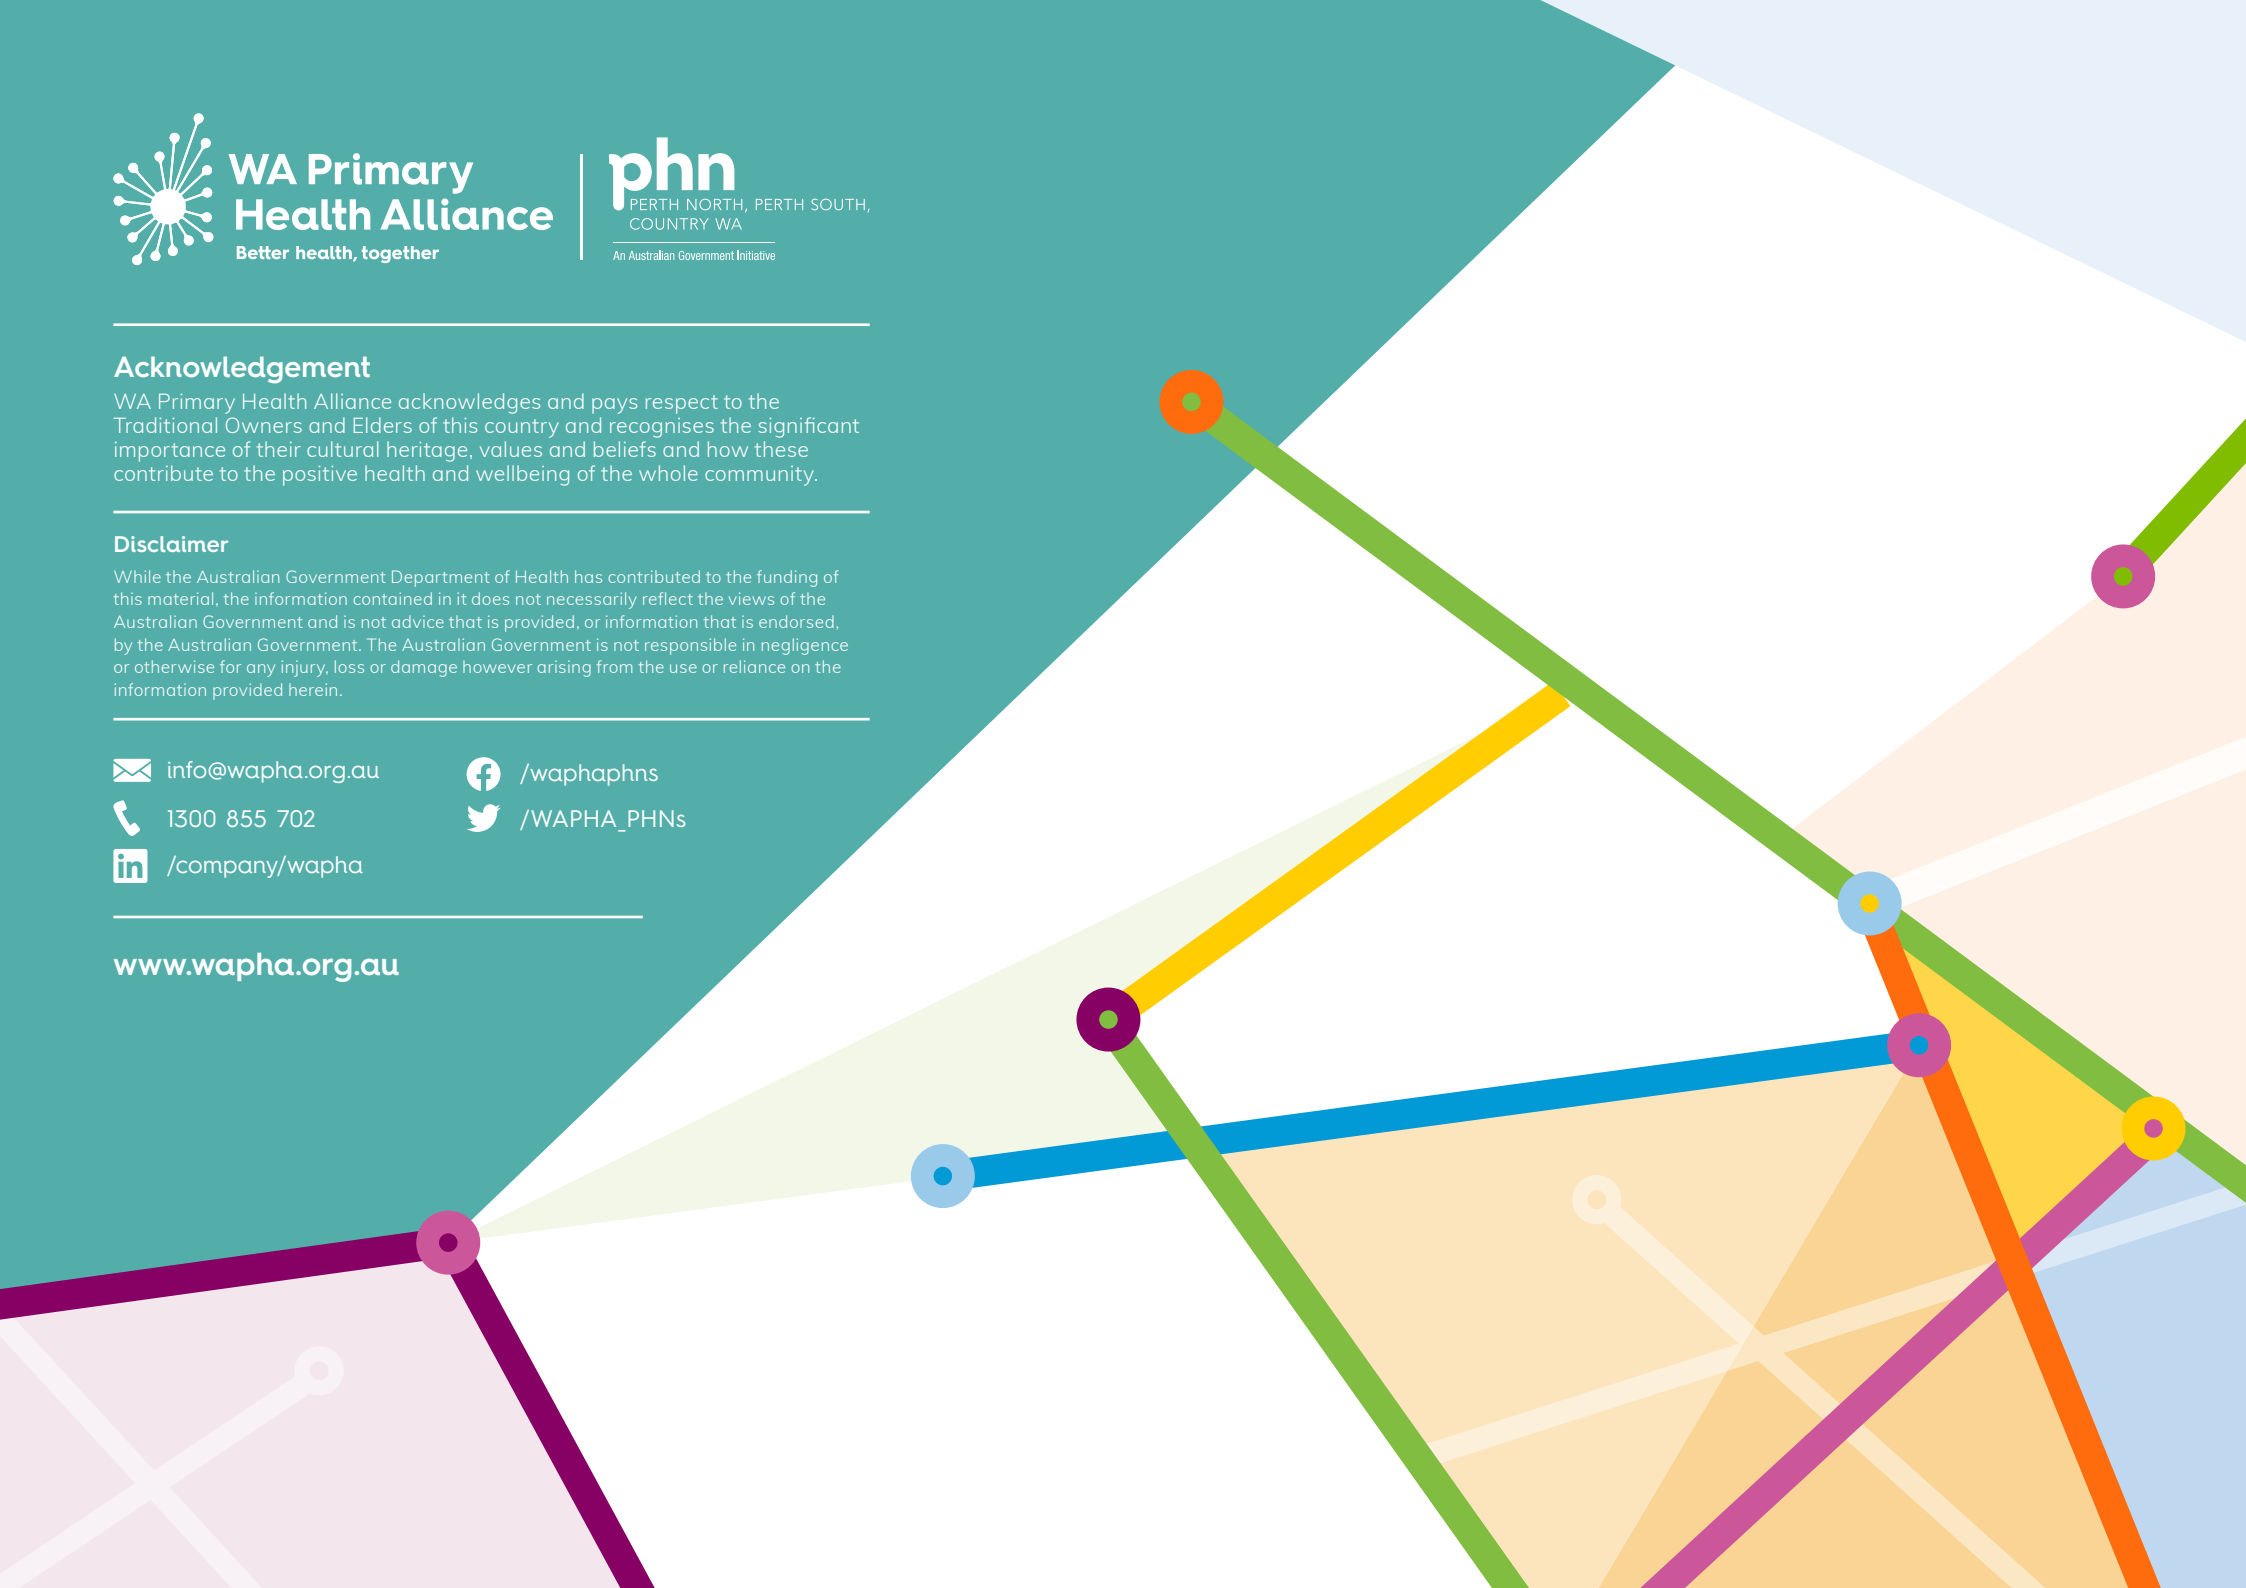 WA Primary
Health Alliance
Better health, together
phn
PERTH NORTH, PERTH SOUTH,
COUNTRY WA
An Australian Government Initiative
Acknowledgement
WA Primary Health Alliance acknowledges and pays respect to the
Traditional Owners and Elders of this country and recognises the significant
importance of their cultural heritage, values and beliefs and how these
contribute to the positive health and wellbeing of the whole community.
Disclaimer
While the Australian Government Department of Health has contributed to the funding of
this material, the information contained in it does not necessarily reflect the views of the
Australian Government and is not advice that is provided, or information that is endorsed,
by the Australian Government. The Australian Government is not responsible in negligence
or otherwise for any injury, loss or damage however arising from the use or reliance on the
information provided herein.
info@wapha.org.au
1300 855 702
/company/wapha
/waphaphns
/WAPHA_PHNs
www.wapha.org.au